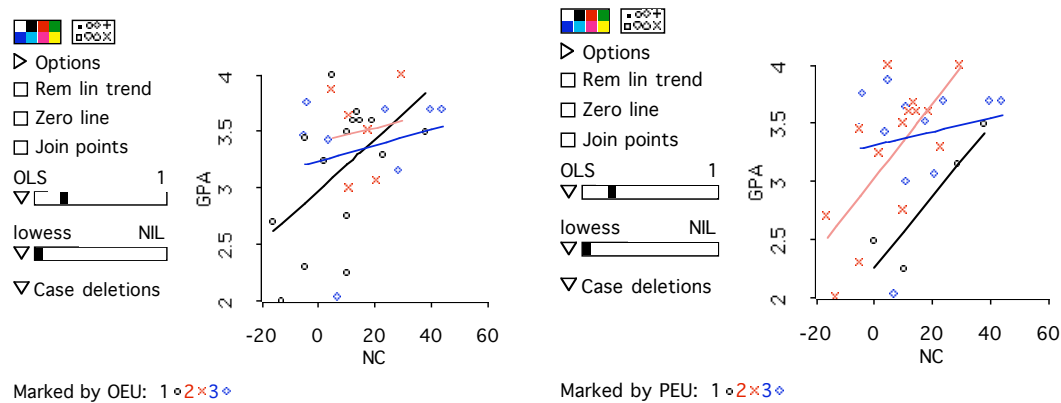 Options
Rem lin trend
Zero line
Join points
OLS 1
lowess NIL
Case deletions
GPA
4
3.5
3
2.5
2
-20 0 20 40 60
NC
Marked by OEU: 1 2 3
Options
Rem lin trend
Zero line
Join points
OLS 1
lowess NIL
Case deletions
GPA
4
3.5
3
2.5
2
-20 0 20 40 60
NC
Marked by PEU: 1 2 3